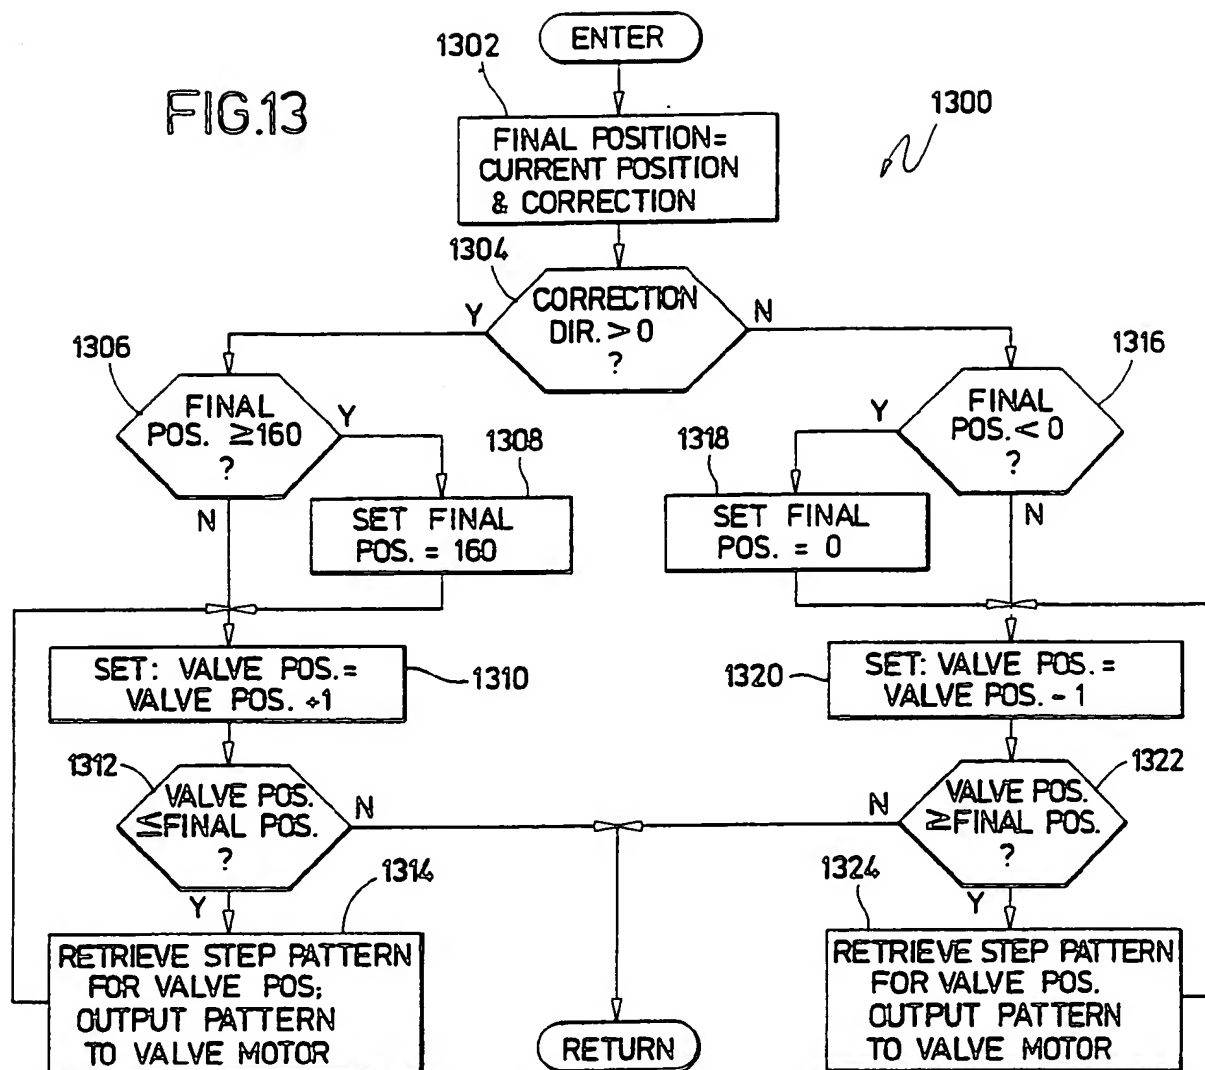 ENTER
1302
FIG.13
1300
FINAL POSITION=
CURRENT POSITION
& CORRECTION
1304
CORRECTION
DIR. > 0
?
Y
N
1306
FINAL
POS. ≥160
?
Y
N
1308
SET FINAL
POS. = 160
1316
FINAL
POS. < 0
?
Y
N
1318
SET FINAL
POS. = 0
SET: VALVE POS.=
VALVE POS. +1
1310
1320
SET: VALVE POS.=
VALVE POS. - 1
1312
VALVE POS.
≤FINAL POS.
?
N
Y
1322
VALVE POS.
≥FINAL POS.
?
N
Y
1314
RETRIEVE STEP PATTERN
FOR VALVE POS;
OUTPUT PATTERN
TO VALVE MOTOR
RETURN
1324
RETRIEVE STEP PATTERN
FOR VALVE POS.
OUTPUT PATTERN
TO VALVE MOTOR